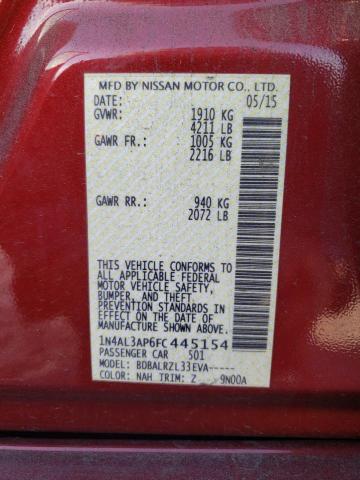 MFD BY NISSAN MOTOR CO., LTD.
DATE: 05/15
GVWR: 1910 KG
4211 LB
GAWR FR: 1005 KG
2216 LB
GAWR RR: 940 KG
2072 LB
THIS VEHICLE CONFORMS TO
ALL APPLICABLE FEDERAL
MOTOR VEHICLE SAFETY,
BUMPER, AND THEFT
PREVENTION STANDARDS IN
EFFECT ON THE DATE OF
MANUFACTURE SHOWN ABOVE.
1N4AL3AP6FC445154
PASSENGER CAR 501
MODEL: BDBALRZL33EVA-----
COLOR: NAH TRIM: Z 9N00A